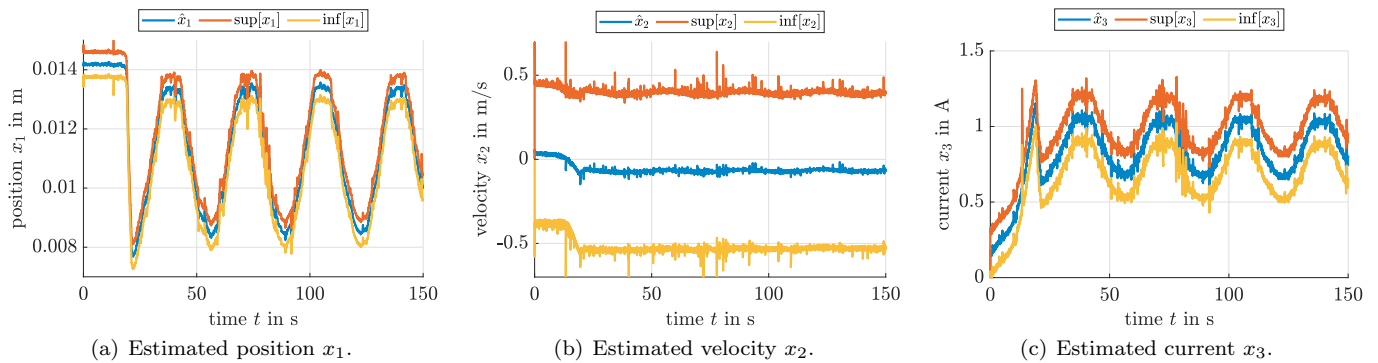 x̂₁ sup[x₁] inf[x₁]
0.014
0.012
0.01
0.008
position x₁ in m
0 50 100 150
time t in s
(a) Estimated position x₁.
x̂₂ sup[x₂] inf[x₂]
0.5
0
-0.5
velocity x₂ in m/s
0 50 100 150
time t in s
(b) Estimated velocity x₂.
x̂₃ sup[x₃] inf[x₃]
1.5
1
0.5
0
current x₃ in A
0 50 100 150
time t in s
(c) Estimated current x₃.